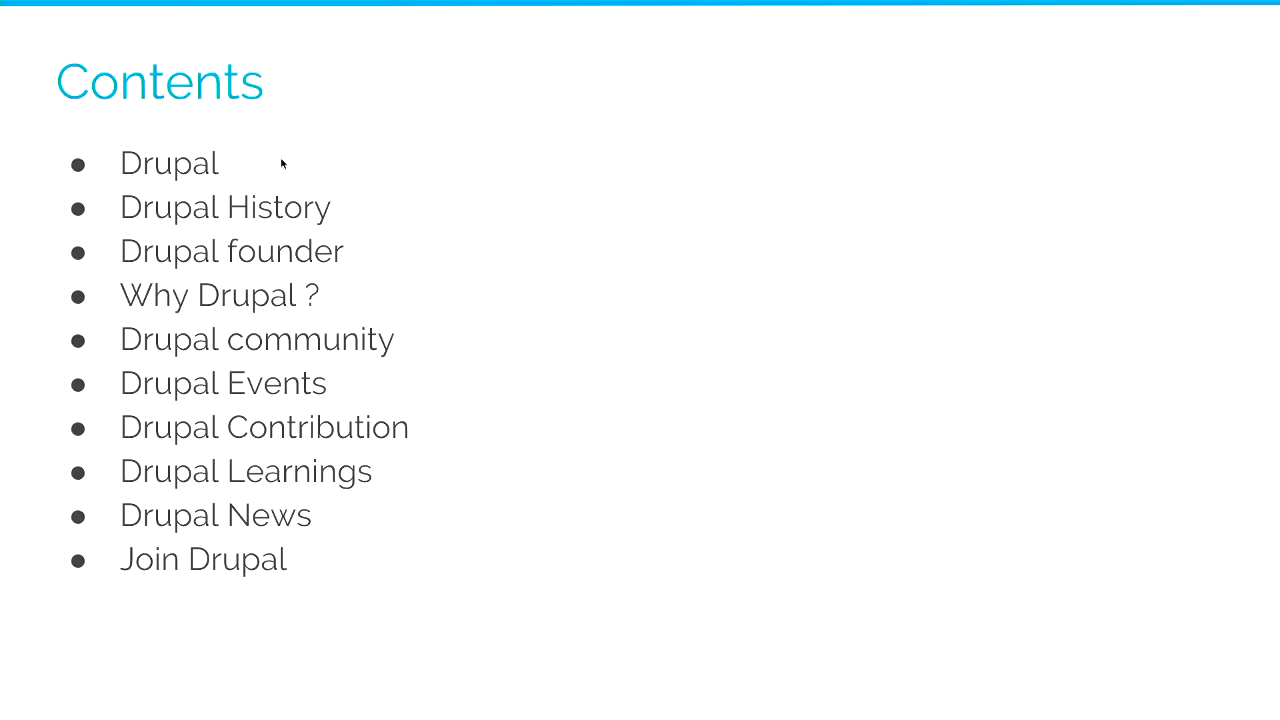 Contents
● Drupal
● Drupal History
● Drupal founder
● Why Drupal ?
● Drupal community
● Drupal Events
● Drupal Contribution
● Drupal Learnings
● Drupal News
● Join Drupal